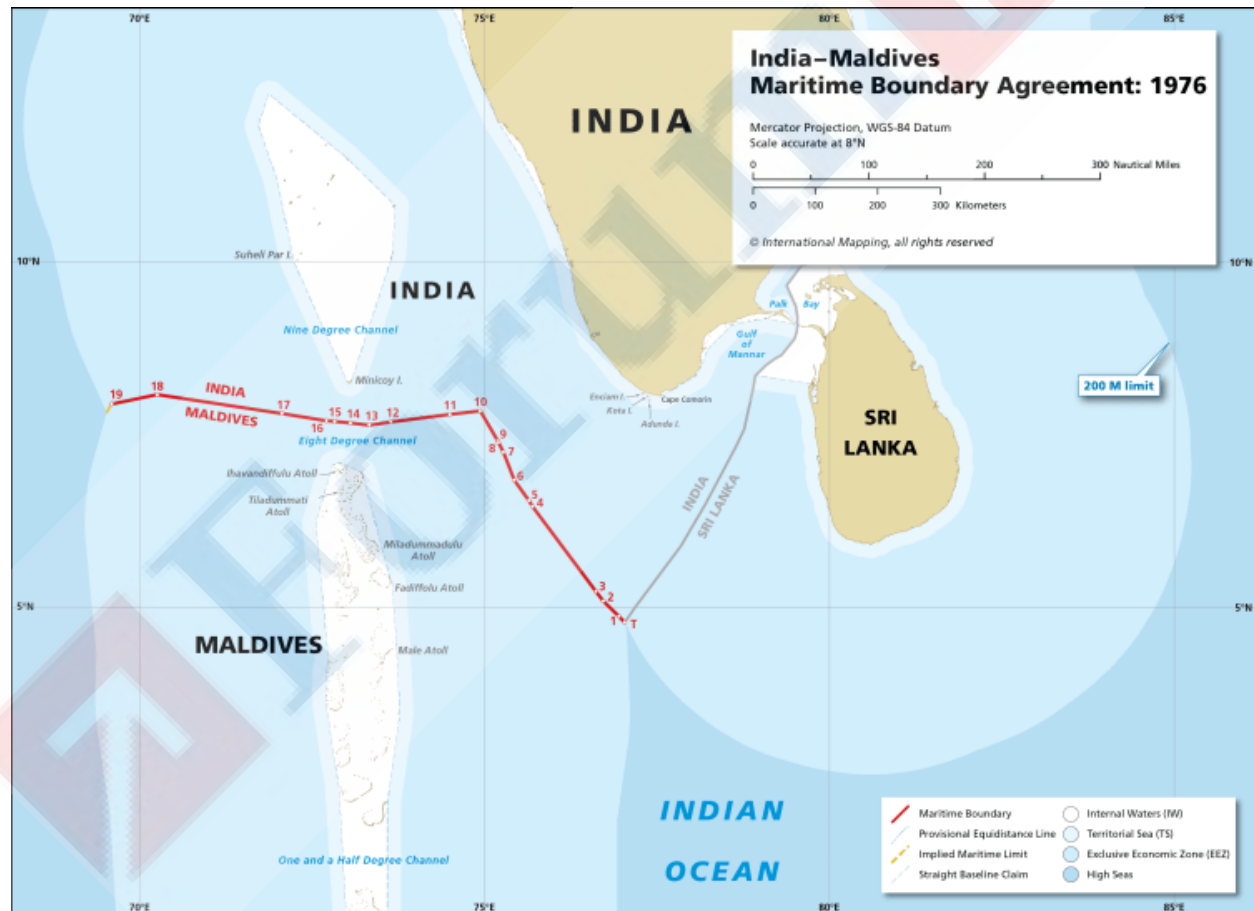 70°E
75°E
80°E
85°E
India–Maldives
Maritime Boundary Agreement: 1976
Mercator Projection, WGS-84 Datum
Scale accurate at 8°N
0 100 200 300 Nautical Miles
0 100 200 300 Kilometers
© International Mapping, all rights reserved
INDIA
10°N
10°N
Suheli Par I.
INDIA
Nine Degree Channel
Palk Bay
Gulf
of
Mannar
Minicoy I.
200 M limit
19
18
INDIA
MALDIVES
17
16
15
14
13
12
11
10
Eight Degree Channel
Enciam I.
Kota I.
Adunda I.
Cape Comorin
SRI
LANKA
9
8
7
6
5
4
Ihavandiffulu Atoll
Tiladummati
Atoll
INDIA
SRI LANKA
Miladummadulu
Atoll
Fadiffolu Atoll
3
2
1
T
5°N
5°N
MALDIVES
Male Atoll
INDIAN
OCEAN
One and a Half Degree Channel
Maritime Boundary
Provisional Equidistance Line
Implied Maritime Limit
Straight Baseline Claim
Internal Waters (IW)
Territorial Sea (TS)
Exclusive Economic Zone (EEZ)
High Seas
70°E
75°E
80°E
85°E
ForumIAS